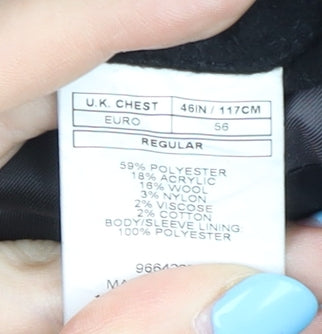 U.K. CHEST 46IN / 117CM
EURO 56
REGULAR
59% POLYESTER
18% ACRYLIC
16% WOOL
3% NYLON
2% VISCOSE
2% COTTON
BODY/SLEEVE LINING
100% POLYESTER